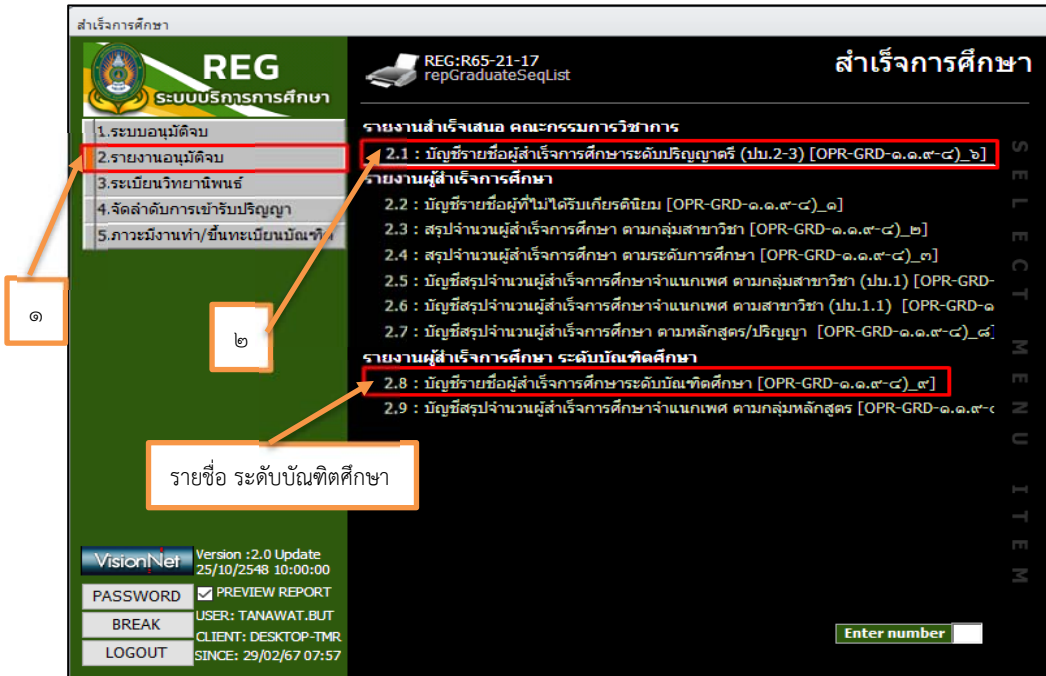 สำเร็จการศึกษา
REG
ระบบบริการการศึกษา
1.ระบบอนุมัติจบ
2.รายงานอนุมัติจบ
3.ระเบียนวิทยานิพนธ์
4.จัดลำดับการเข้ารับปริญญา
5.ภาวะมีงานทำ/ขึ้นทะเบียนบัณฑิต
๑
๒
REG:R65-21-17
repGraduateSeqList
สำเร็จการศึกษา
รายงานสำเร็จเสนอ คณะกรรมการวิชาการ
2.1 : บัญชีรายชื่อผู้สำเร็จการศึกษาระดับปริญญาตรี (ปบ.2-3) [OPR-GRD-๑.๑.๙-๔)_๖]
รายงานผู้สำเร็จการศึกษา
2.2 : บัญชีรายชื่อผู้ที่ไม่ได้รับเกียรตินิยม [OPR-GRD-๑.๑.๙-๔)_๑]
2.3 : สรุปจำนวนผู้สำเร็จการศึกษา ตามกลุ่มสาขาวิชา [OPR-GRD-๑.๑.๙-๔)_๒]
2.4 : สรุปจำนวนผู้สำเร็จการศึกษา ตามระดับการศึกษา [OPR-GRD-๑.๑.๙-๔)_๓]
2.5 : บัญชีสรุปจำนวนผู้สำเร็จการศึกษาจำแนกเพศ ตามกลุ่มสาขาวิชา (ปบ.1) [OPR-GRD-
2.6 : บัญชีสรุปจำนวนผู้สำเร็จการศึกษาจำแนกเพศ ตามสาขาวิชา (ปบ.1.1) [OPR-GRD-๑
2.7 : บัญชีสรุปจำนวนผู้สำเร็จการศึกษา ตามหลักสูตร/ปริญญา [OPR-GRD-๑.๑.๙-๔)_๘]
รายงานผู้สำเร็จการศึกษา ระดับบัณฑิตศึกษา
2.8 : บัญชีรายชื่อผู้สำเร็จการศึกษาระดับบัณฑิตศึกษา [OPR-GRD-๑.๑.๙-๔)_๙]
2.9 : บัญชีสรุปจำนวนผู้สำเร็จการศึกษาจำแนกเพศ ตามกลุ่มหลักสูตร [OPR-GRD-๑.๑.๙-๔
รายชื่อ ระดับบัณฑิตศึกษา
SELECT MENU ITEM
VisionNet
Version :2.0 Update
25/10/2548 10:00:00
PASSWORD
PREVIEW REPORT
BREAK
USER: TANAWAT.BUT
CLIENT: DESKTOP-TMR
LOGOUT
SINCE: 29/02/67 07:57
Enter number